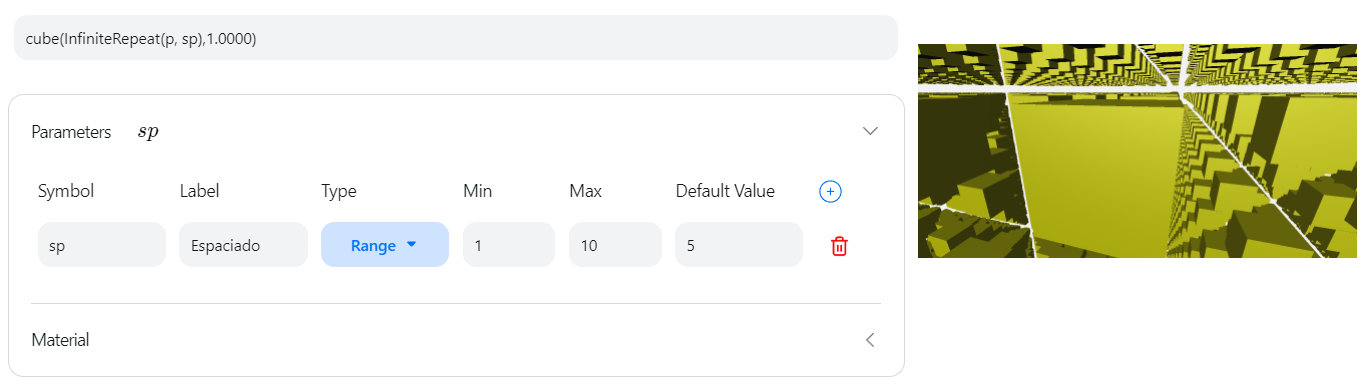 cube(InfiniteRepeat(p, sp),1.0000)
Parameters sp
Symbol Label Type Min Max Default Value
sp Espaciado Range 1 10 5
Material